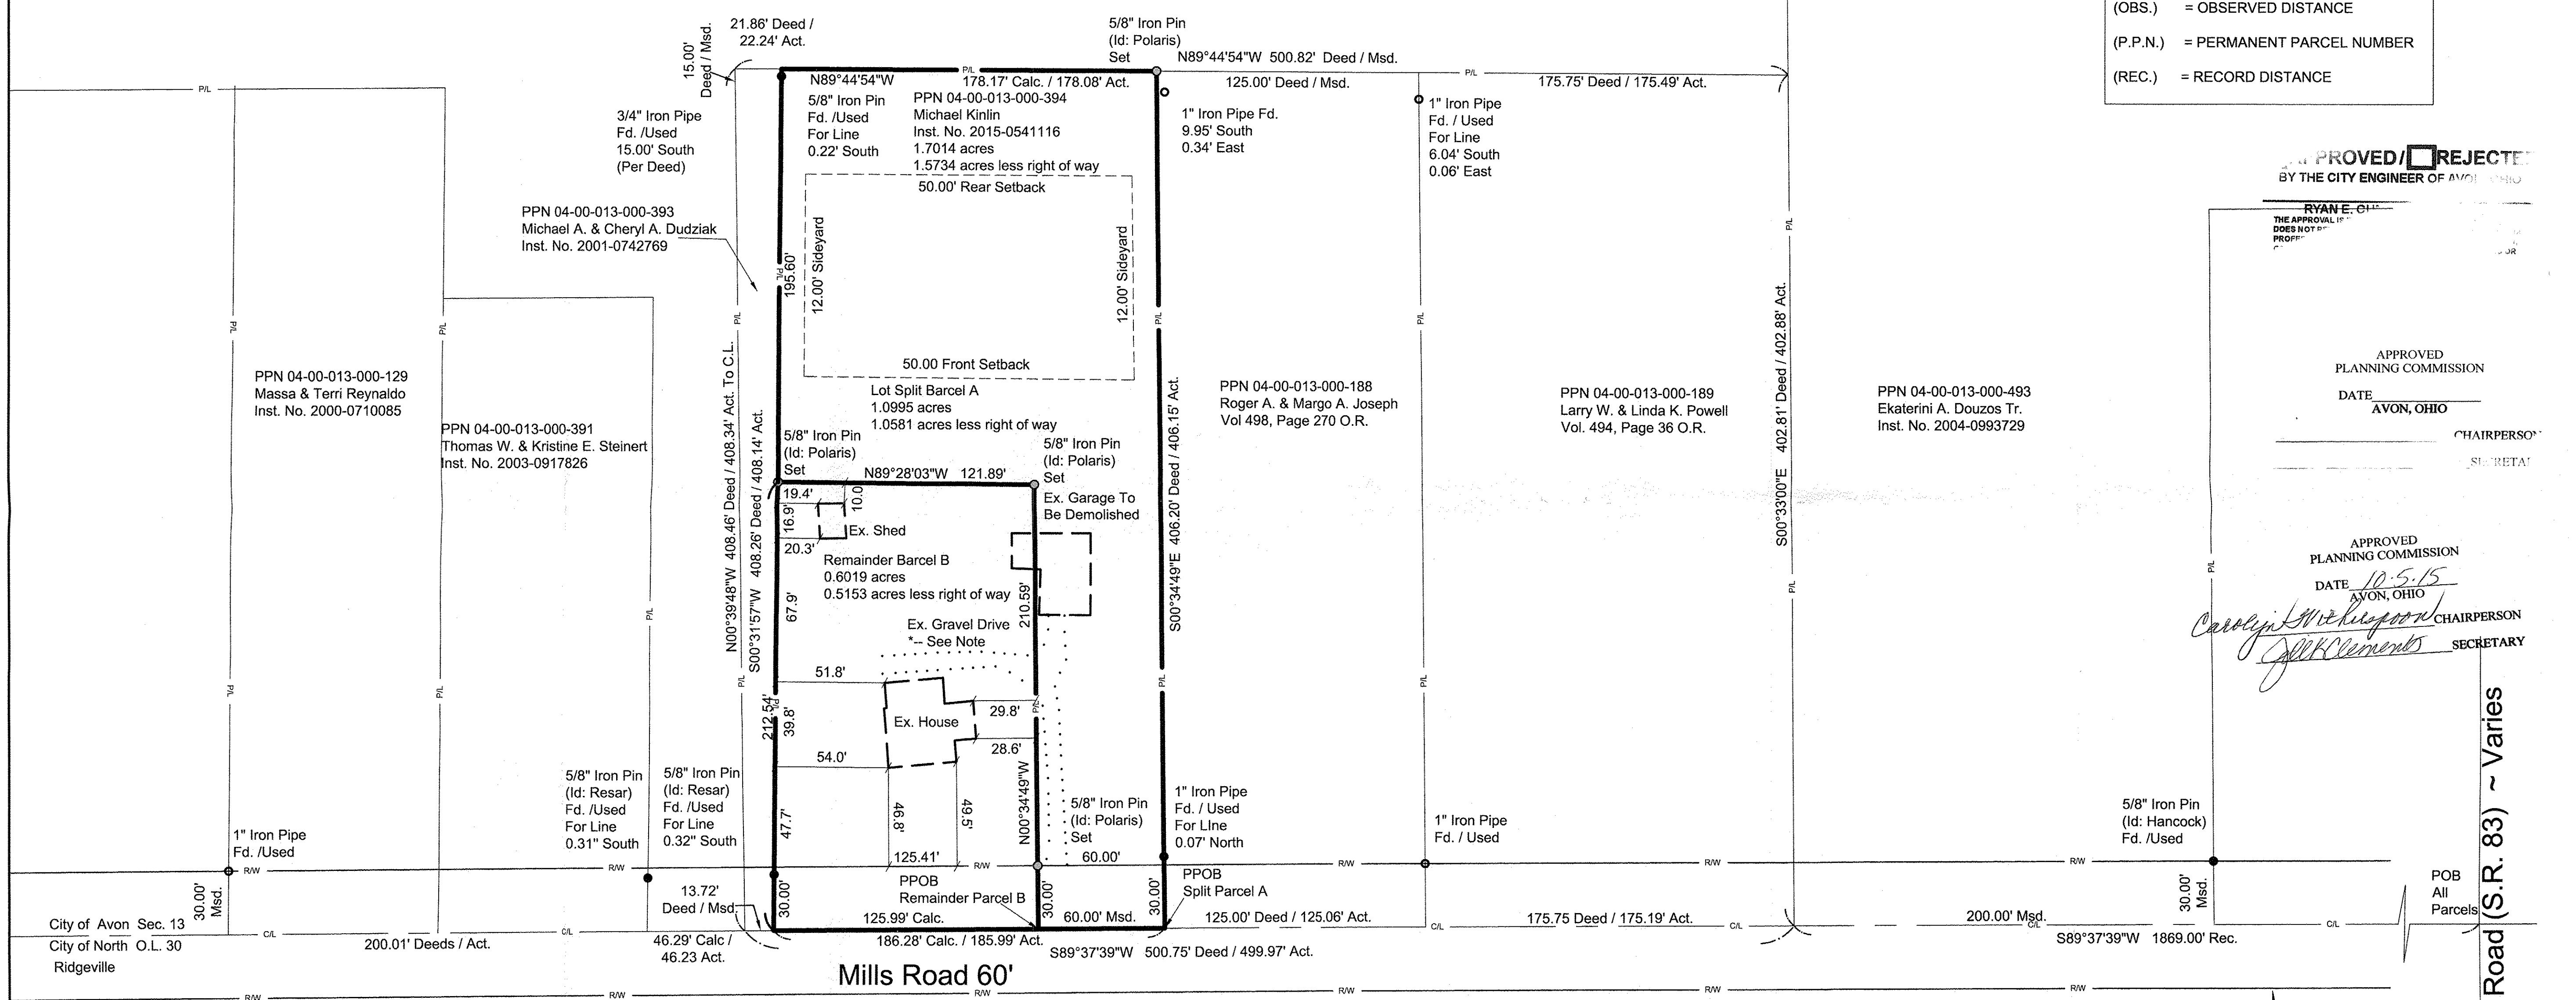 (OBS.) = OBSERVED DISTANCE
(P.P.N.) = PERMANENT PARCEL NUMBER
(REC.) = RECORD DISTANCE
21.86' Deed /
22.24' Act.
15.00'
Deed / Msd.
5/8" Iron Pin
(Id: Polaris)
Set
N89°44'54"W 500.82' Deed / Msd.
N89°44'54"W
P/L
178.17' Calc. / 178.08' Act.
125.00' Deed / Msd.
P/L
175.75' Deed / 175.49' Act.
P/L
3/4" Iron Pipe
Fd. /Used
15.00' South
(Per Deed)
5/8" Iron Pin
Fd. /Used
For Line
0.22' South
PPN 04-00-013-000-394
Michael Kinlin
Inst. No. 2015-0541116
1.7014 acres
1.5734 acres less right of way
1" Iron Pipe Fd.
9.95' South
0.34' East
1" Iron Pipe
Fd. / Used
For Line
6.04' South
0.06' East
PROVED/ REJECTE
BY THE CITY ENGINEER OF
RYAN E.
THE APPROVAL
DOES NOT
50.00' Rear Setback
12.00' Sideyard
12.00' Sideyard
50.00 Front Setback
PPN 04-00-013-000-393
Michael A. & Cheryl A. Dudziak
Inst. No. 2001-0742769
195.60'
P/L
P/L
P/L
P/L
P/L
P/L
P/L
PPN 04-00-013-000-129
Massa & Terri Reynaldo
Inst. No. 2000-0710085
PPN 04-00-013-000-391
Thomas W. & Kristine E. Steinert
Inst. No. 2003-0917826
N00°39'48"W 408.46' Deed / 408.34' Act. To C.L.
S00°31'57"W 408.26' Deed / 408.14' Act.
Lot Split Barcel A
1.0995 acres
1.0581 acres less right of way
S00°34'49"E 406.20' Deed / 406.15' Act.
PPN 04-00-013-000-188
Roger A. & Margo A. Joseph
Vol 498, Page 270 O.R.
PPN 04-00-013-000-189
Larry W. & Linda K. Powell
Vol. 494, Page 36 O.R.
S00°33'00"E 402.81' Deed / 402.88' Act.
PPN 04-00-013-000-493
Ekaterini A. Douzos Tr.
Inst. No. 2004-0993729
APPROVED
PLANNING COMMISSION
DATE
AVON, OHIO
CHAIRPERSON
5/8" Iron Pin
(Id: Polaris)
Set
N89°28'03"W 121.89'
5/8" Iron Pin
(Id: Polaris)
Set
Ex. Garage To
Be Demolished
19.4'
10.0
16.9'
Ex. Shed
20.3'
Remainder Barcel B
0.6019 acres
0.5153 acres less right of way
210.59'
67.9'
Ex. Gravel Drive
*-- See Note
APPROVED
PLANNING COMMISSION
DATE 10-5-15
AVON, OHIO
Carolyn Witherspoon CHAIRPERSON
Jill Clements SECRETARY
P/L
P/L
P/L
P/L
P/L
P/L
P/L
P/L
P/L
P/L
51.8'
212.54'
39.8'
Ex. House
29.8'
28.6'
54.0'
47.7'
46.8'
49.5'
N00°34'49"W
5/8" Iron Pin
(Id: Resar)
Fd. /Used
For Line
0.31" South
5/8" Iron Pin
(Id: Resar)
Fd. /Used
For Line
0.32" South
5/8" Iron Pin
(Id: Polaris)
Set
1" Iron Pipe
Fd. / Used
For LIne
0.07' North
1" Iron Pipe
Fd. /Used
1" Iron Pipe
Fd. / Used
5/8" Iron Pin
(Id: Hancock)
Fd. /Used
R/W
R/W
125.41'
R/W
60.00'
R/W
R/W
R/W
30.00'
Msd.
13.72'
Deed / Msd
30.00'
PPOB
Remainder Parcel B
30.00'
30.00'
PPOB
Split Parcel A
30.00'
Msd.
POB
All
Parcels
125.99' Calc.
60.00' Msd.
125.00' Deed / 125.06' Act.
175.75 Deed / 175.19' Act.
200.00' Msd.
City of Avon Sec. 13
City of North O.L. 30
Ridgeville
C/L
200.01' Deeds / Act.
C/L
46.29' Calc /
46.23 Act.
186.28' Calc. / 185.99' Act.
S89°37'39"W 500.75' Deed / 499.97' Act.
C/L
C/L
C/L
S89°37'39"W 1869.00' Rec.
C/L
Mills Road 60'
R/W
R/W
R/W
R/W
R/W
R/W
Road (S.R. 83) ~ Varies